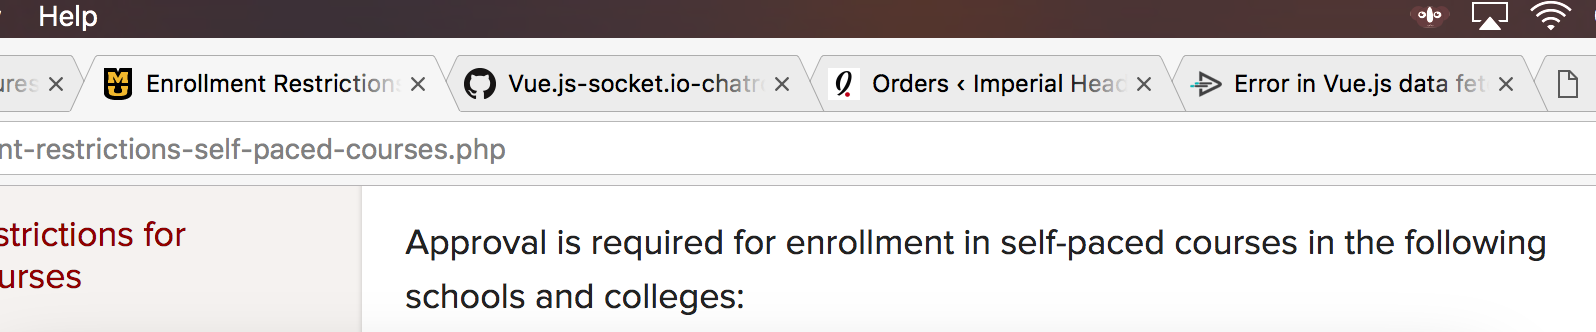 Help
ures
Enrollment Restrictions
Vue.js-socket.io-chatr
Orders ‹ Imperial Head
Error in Vue.js data fet
nt-restrictions-self-paced-courses.php
strictions for
urses
Approval is required for enrollment in self-paced courses in the following
schools and colleges: